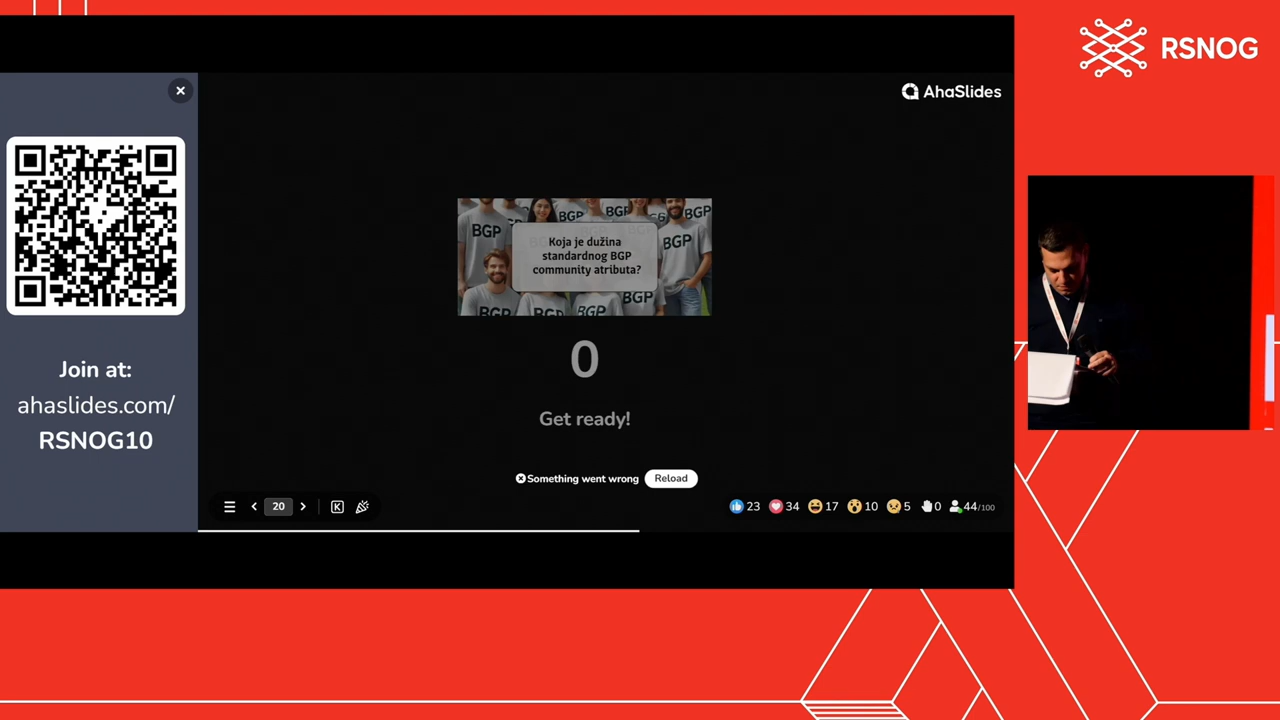 RSNOG
AhaSlides
BGP
BGP
BGP
BGP
BGP
Koja je dužina
standardnog BGP
community atributa?
BGP
BGP
0
Get ready!
Join at:
ahaslides.com/
RSNOG10
Something went wrong
Reload
20
K
23
34
17
10
5
0
44/100